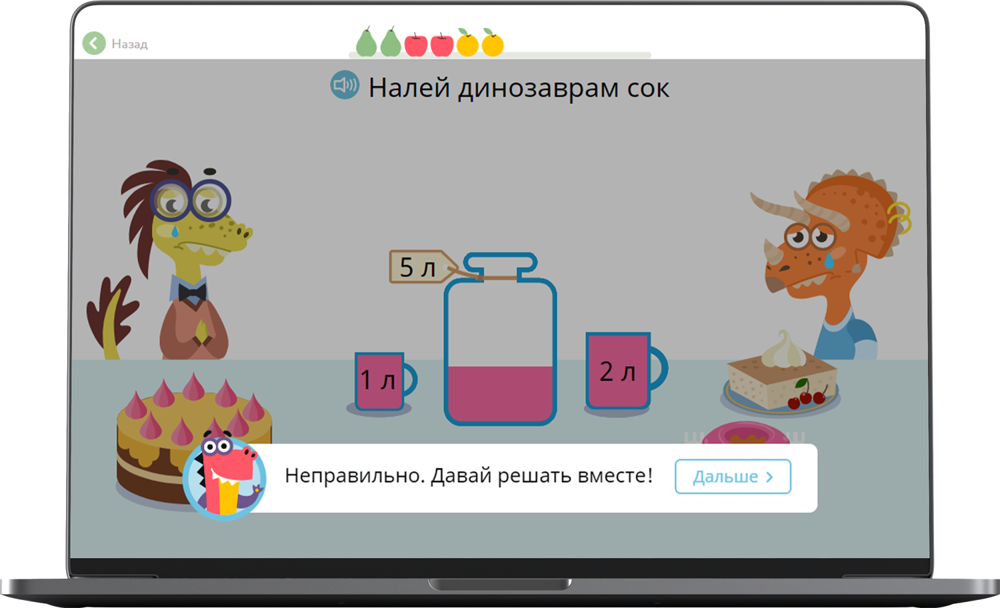 Назад
Налей динозаврам сок
5 л
1 л
2 л
Неправильно. Давай решать вместе!
Дальше